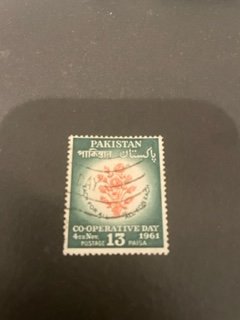 PAKISTAN
পাকিস্তান پاکستان
CO-OPERATIVE DAY
4TH NOV. 1961
POSTAGE 13 PAISA